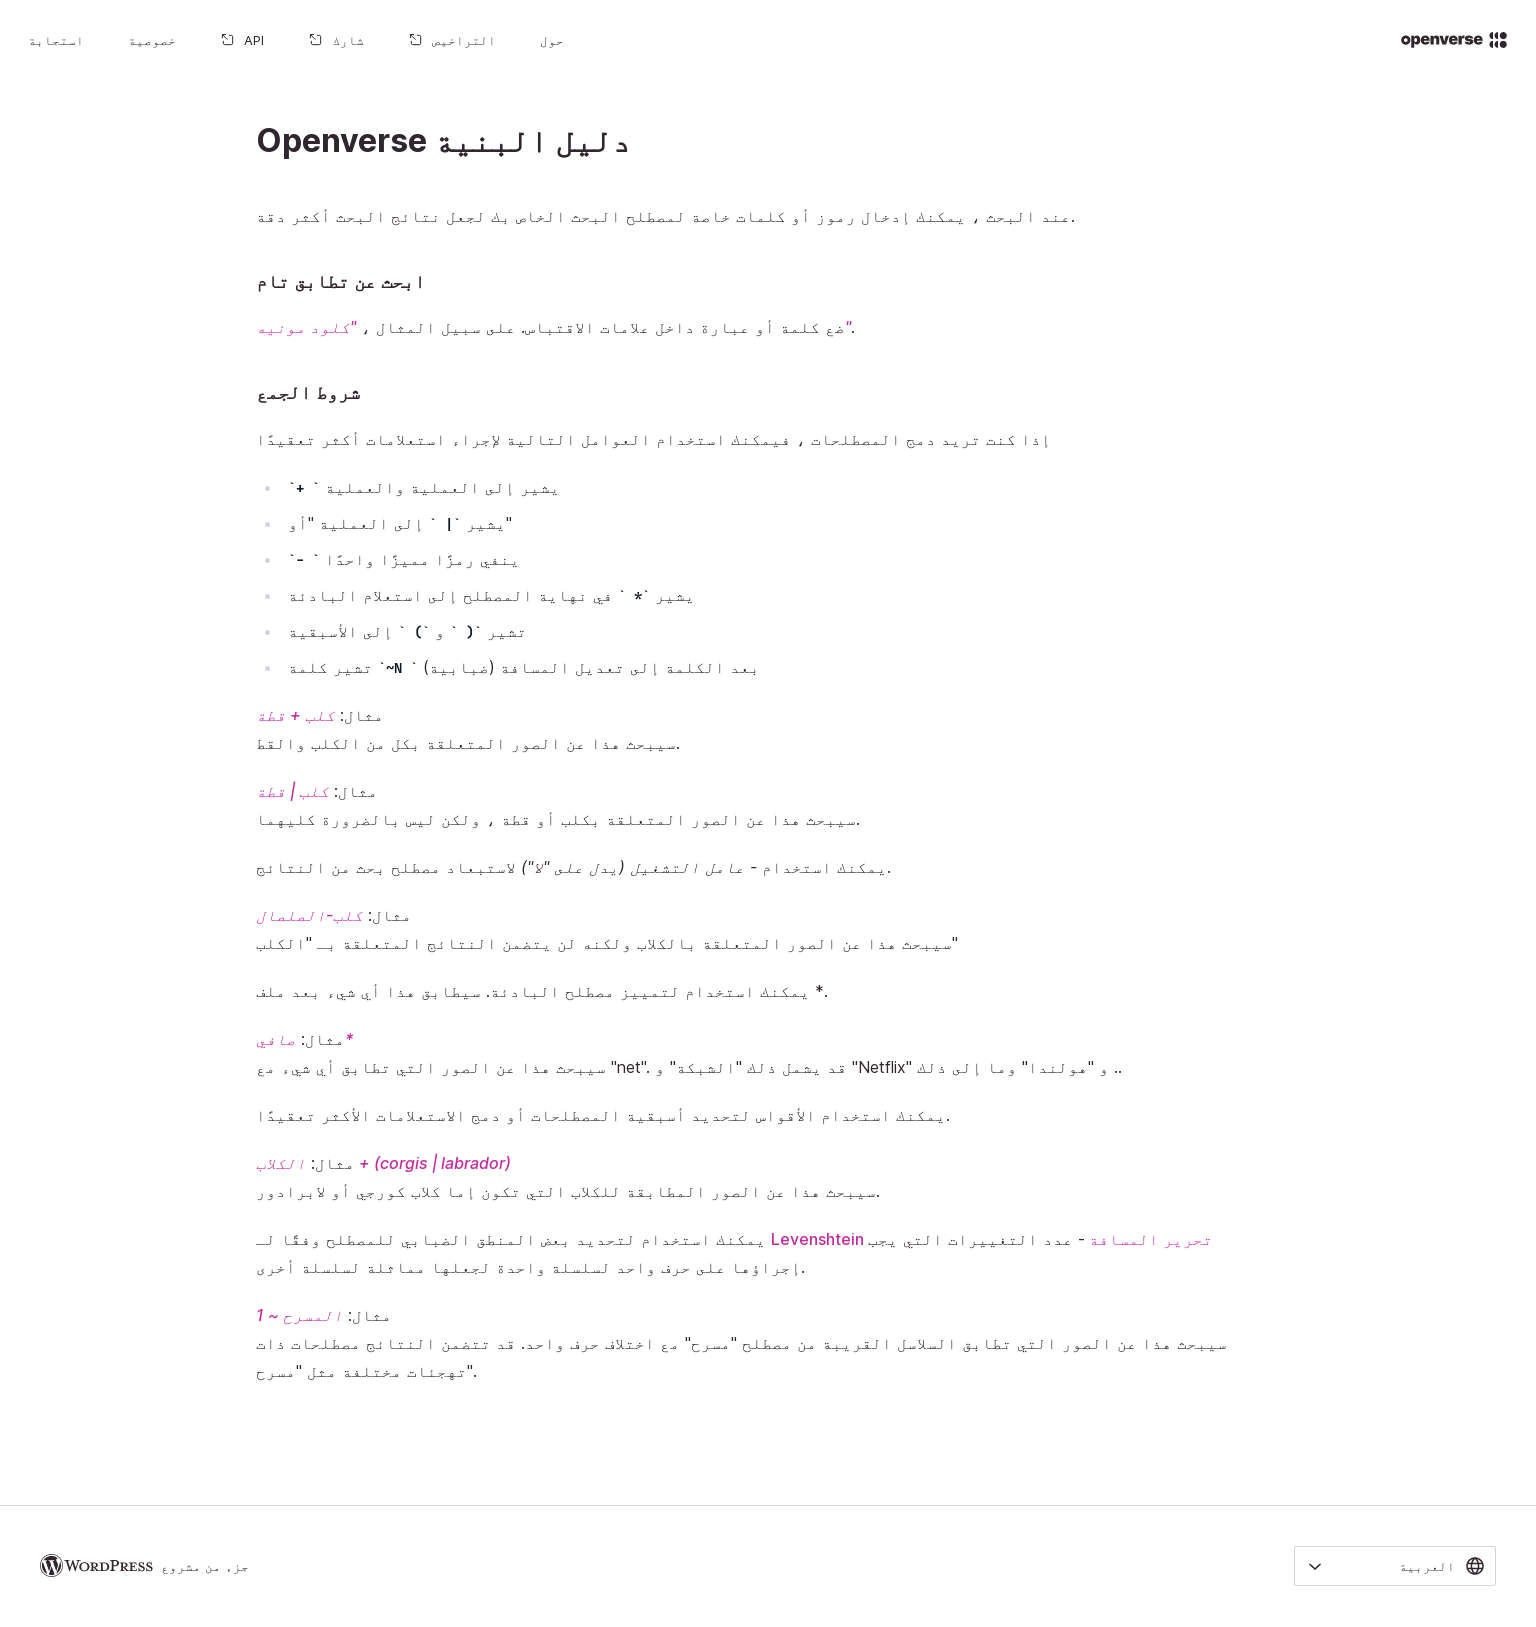 openverse
حول
التراخيص
شارك
API
خصوصية
استجابة
Openverse دليل البنية
عند البحث ، يمكنك إدخال رموز أو كلمات خاصة لمصطلح البحث الخاص بك لجعل نتائج البحث أكثر دقة.
ابحث عن تطابق تام
ضع كلمة أو عبارة داخل علامات الاقتباس. على سبيل المثال ، "كلود مونيه".
شروط الجمع
إذا كنت تريد دمج المصطلحات ، فيمكنك استخدام العوامل التالية لإجراء استعلامات أكثر تعقيدًا
`+ ` يشير إلى العملية والعملية
يشير `| ` إلى العملية "أو"
`- ` ينفي رمزًا مميزًا واحدًا
يشير `* ` في نهاية المصطلح إلى استعلام البادئة
تشير `( ` و `) ` إلى الأسبقية
تشير كلمة `~N ` بعد الكلمة إلى تعديل المسافة (ضبابية)
مثال: كلب + قطة
سيبحث هذا عن الصور المتعلقة بكل من الكلب والقط.
مثال: كلب | قطة
سيبحث هذا عن الصور المتعلقة بكلب أو قطة ، ولكن ليس بالضرورة كليهما.
يمكنك استخدام - عامل التشغيل (يدل على "لا") لاستبعاد مصطلح بحث من النتائج.
مثال: كلب-الصلصال
سيبحث هذا عن الصور المتعلقة بالكلاب ولكنه لن يتضمن النتائج المتعلقة بـ "الكلب"
يمكنك استخدام لتمييز مصطلح البادئة. سيطابق هذا أي شيء بعد ملف *.
مثال: صافي*
سيبحث هذا عن الصور التي تطابق أي شيء مع "net". قد يشمل ذلك "الشبكة" و "Netflix" و "هولندا" وما إلى ذلك ..
يمكنك استخدام الأقواس لتحديد أسبقية المصطلحات أو دمج الاستعلامات الأكثر تعقيدًا.
مثال: الكلاب + (corgis | labrador)
سيبحث هذا عن الصور المطابقة للكلاب التي تكون إما كلاب كورجي أو لابرادور.
يمكنك استخدام لتحديد بعض المنطق الضبابي للمصطلح وفقًا لـ Levenshtein تحرير المسافة - عدد التغييرات التي يجب
إجراؤها على حرف واحد لسلسلة واحدة لجعلها مماثلة لسلسلة أخرى.
مثال: المسرح ~ 1
سيبحث هذا عن الصور التي تطابق السلاسل القريبة من مصطلح "مسرح" مع اختلاف حرف واحد. قد تتضمن النتائج مصطلحات ذات
تهجئات مختلفة مثل "مسرح".
العربية
جزء من مشروع WORDPRESS